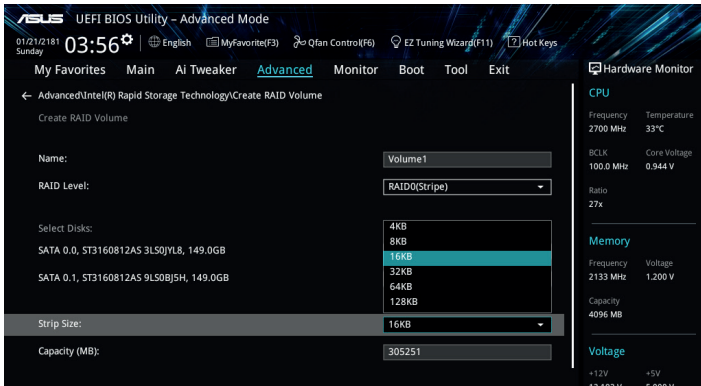 ASUS UEFI BIOS Utility – Advanced Mode
01/21/2181 Sunday 03:56 English MyFavorite(F3) Qfan Control(F6) EZ Tuning Wizard(F11) ? Hot Keys
My Favorites Main Ai Tweaker Advanced Monitor Boot Tool Exit
Hardware Monitor
← Advanced\Intel(R) Rapid Storage Technology\Create RAID Volume
Create RAID Volume
Name: Volume1
RAID Level: RAID0(Stripe)
Select Disks:
SATA 0.0, ST3160812AS 3LS0JYL8, 149.0GB
SATA 0.1, ST3160812AS 9LS0BJ5H, 149.0GB
4KB
8KB
16KB
32KB
64KB
128KB
Strip Size: 16KB
Capacity (MB): 305251
CPU
Frequency Temperature
2700 MHz 33°C
BCLK Core Voltage
100.0 MHz 0.944 V
Ratio
27x
Memory
Frequency Voltage
2133 MHz 1.200 V
Capacity
4096 MB
Voltage
+12V +5V